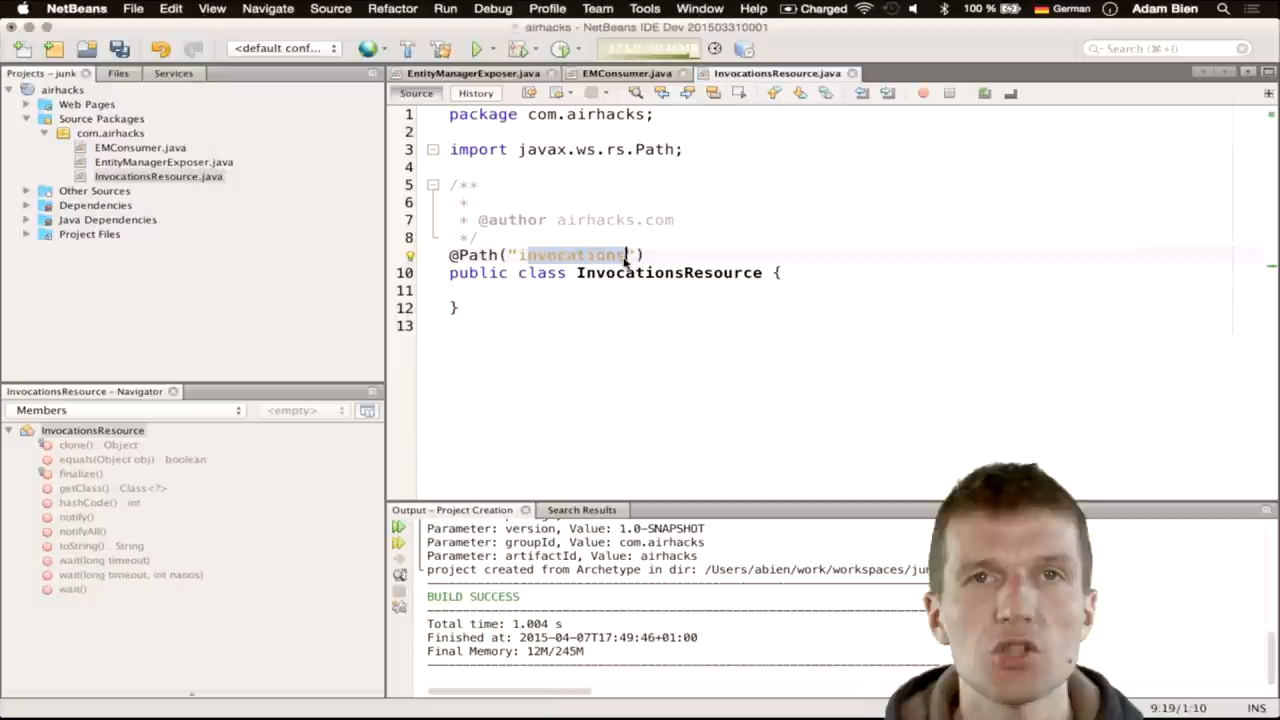 NetBeans File Edit View Navigate Source Refactor Run Debug Profile Team Tools Window Help Charged 100 % German Adam Bien
airhacks - NetBeans IDE Dev 201503310001
<default conf...
Search (⌘+I)
Projects - junk Files Services
EntityManagerExposer.java EMConsumer.java InvocationsResource.java
Source History
airhacks
Web Pages
Source Packages
com.airhacks
EMConsumer.java
EntityManagerExposer.java
InvocationsResource.java
Other Sources
Dependencies
Java Dependencies
Project Files
1 package com.airhacks;
2
3 import javax.ws.rs.Path;
4
5 /**
6 *
7 * @author airhacks.com
8 */
@Path("invocations")
10 public class InvocationsResource {
11
12 }
13
InvocationsResource - Navigator
Members <empty>
InvocationsResource
clone() : Object
equals(Object obj) : boolean
finalize()
getClass() : Class<?>
hashCode() : int
notify()
notifyAll()
toString() : String
wait(long timeout)
wait(long timeout, int nanos)
wait()
Output - Project Creation Search Results
Parameter: version, Value: 1.0-SNAPSHOT
Parameter: groupId, Value: com.airhacks
Parameter: artifactId, Value: airhacks
project created from Archetype in dir: /Users/abien/work/workspaces/jun
BUILD SUCCESS
Total time: 1.004 s
Finished at: 2015-04-07T17:49:46+01:00
Final Memory: 12M/245M
9:19/1:10 INS